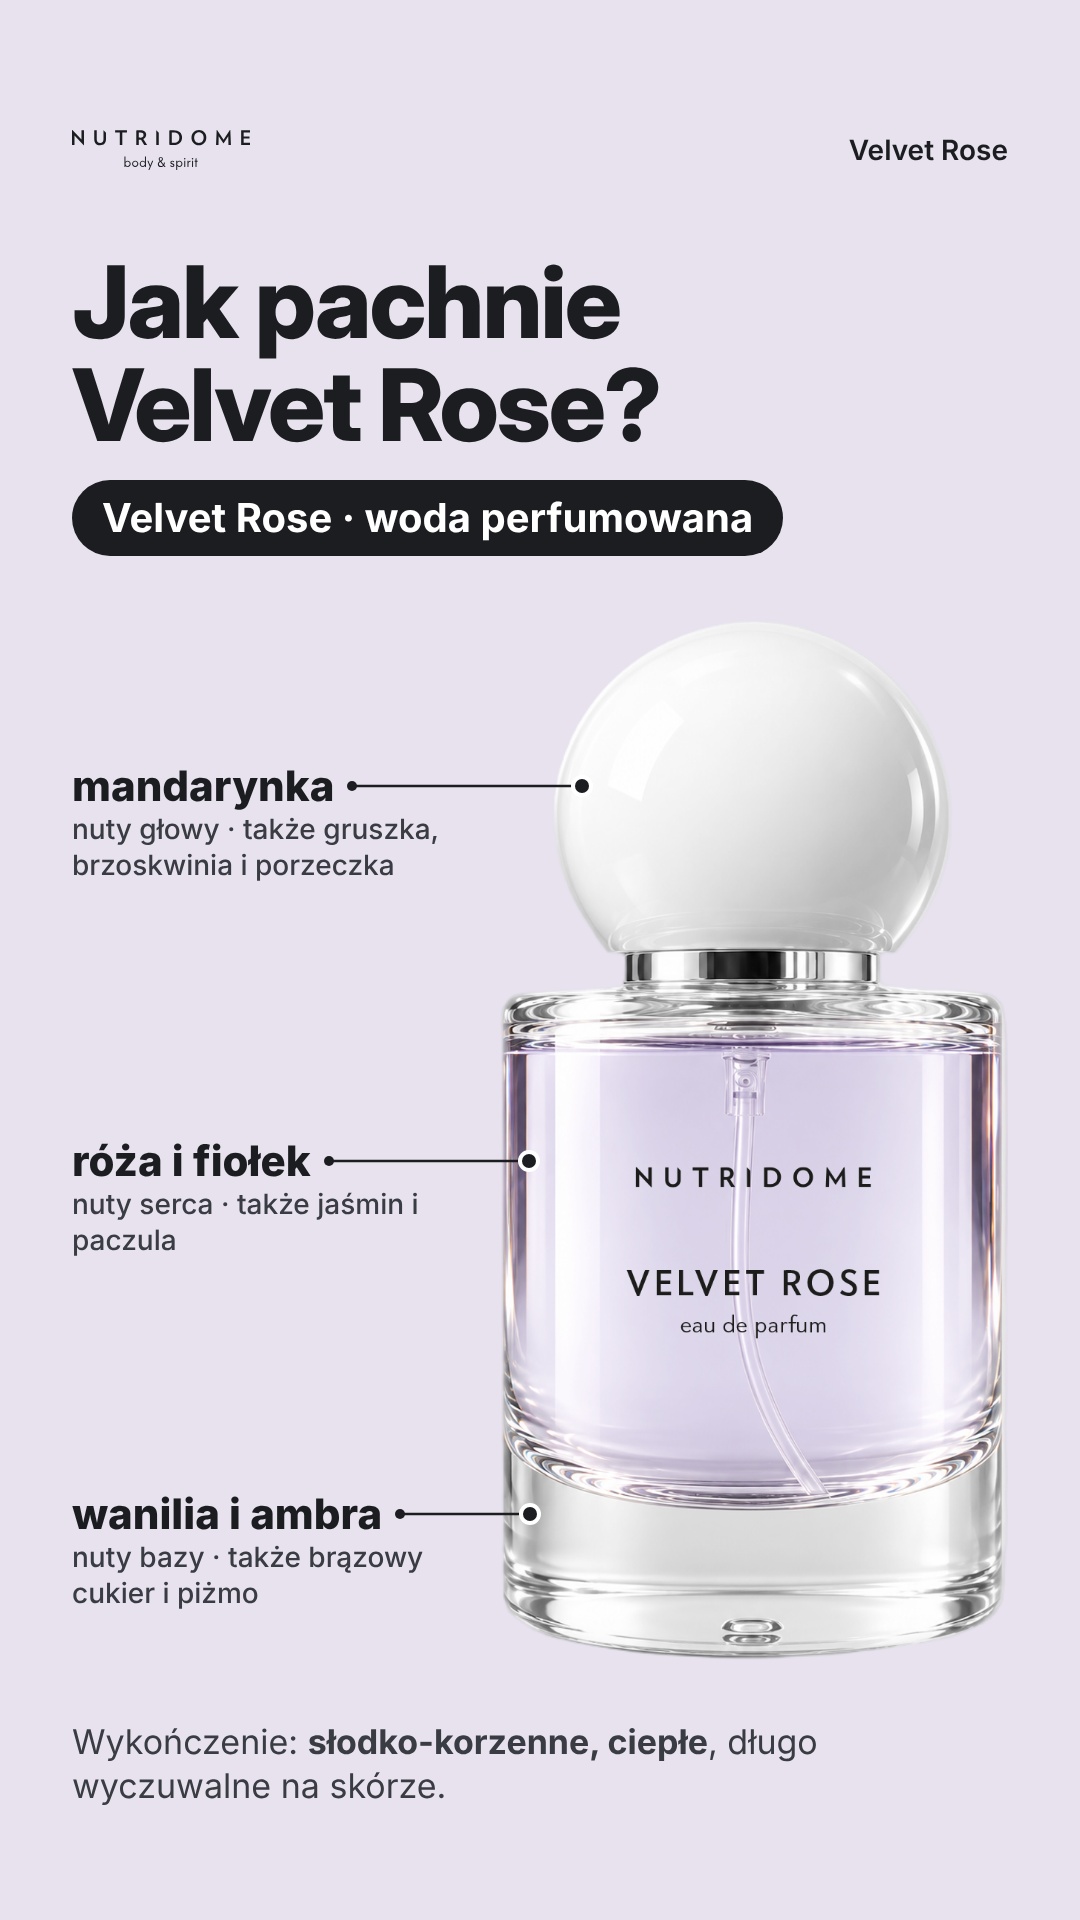 NUTRIDOME
body & spirit
Velvet Rose
Jak pachnie
Velvet Rose?
Velvet Rose · woda perfumowana
mandarynka
nuty głowy · także gruszka,
brzoskwinia i porzeczka
róża i fiołek
nuty serca · także jaśmin i
paczula
NUTRIDOME
VELVET ROSE
eau de parfum
wanilia i ambra
nuty bazy · także brązowy
cukier i piżmo
Wykończenie: słodko-korzenne, ciepłe, długo
wyczuwalne na skórze.